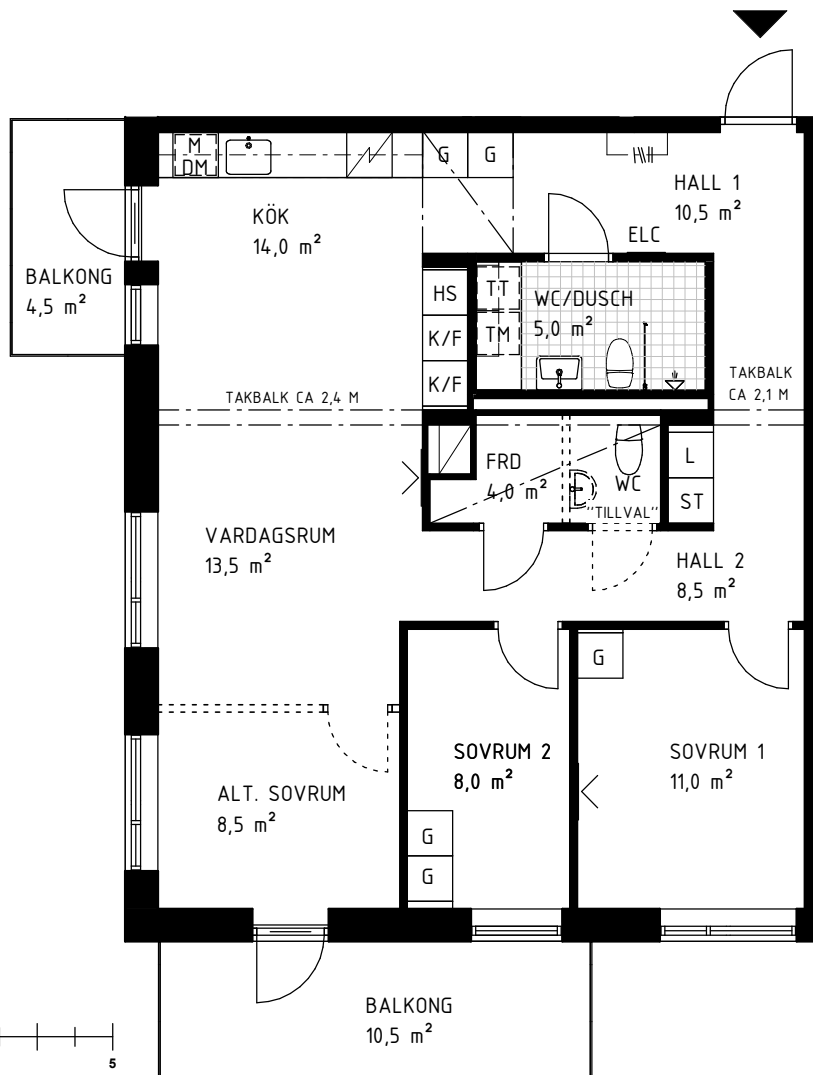 M
DM
G
G
HALL 1
10,5 m²
KÖK
14,0 m²
ELC
BALKONG
4,5 m²
HS
TT
WC/DUSCH
5,0 m²
K/F
TM
K/F
TAKBALK CA 2,4 M
TAKBALK
CA 2,1 M
FRD
4,0 m²
WC
"TILLVAL"
L
ST
VARDAGSRUM
13,5 m²
HALL 2
8,5 m²
G
SOVRUM 2
8,0 m²
SOVRUM 1
11,0 m²
ALT. SOVRUM
8,5 m²
G
G
BALKONG
10,5 m²
5